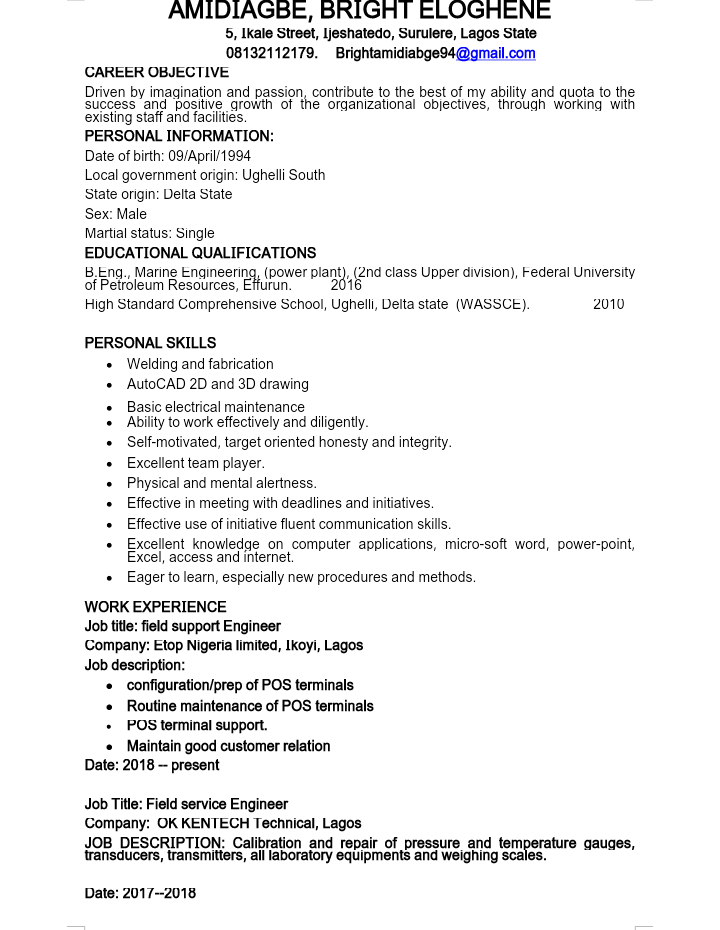 AMIDIAGBE, BRIGHT ELOGHENE
5, Ikale Street, Ijeshatedo, Surulere, Lagos State
08132112179. Brightamidiabge94@gmail.com
CAREER OBJECTIVE
Driven by imagination and passion, contribute to the best of my ability and quota to the
success and positive growth of the organizational objectives, through working with
existing staff and facilities.
PERSONAL INFORMATION:
Date of birth: 09/April/1994
Local government origin: Ughelli South
State origin: Delta State
Sex: Male
Martial status: Single
EDUCATIONAL QUALIFICATIONS
B.Eng., Marine Engineering, (power plant), (2nd class Upper division), Federal University
of Petroleum Resources, Effurun. 2016
High Standard Comprehensive School, Ughelli, Delta state (WASSCE). 2010
PERSONAL SKILLS
• Welding and fabrication
• AutoCAD 2D and 3D drawing
• Basic electrical maintenance
• Ability to work effectively and diligently.
• Self-motivated, target oriented honesty and integrity.
• Excellent team player.
• Physical and mental alertness.
• Effective in meeting with deadlines and initiatives.
• Effective use of initiative fluent communication skills.
• Excellent knowledge on computer applications, micro-soft word, power-point,
Excel, access and internet.
• Eager to learn, especially new procedures and methods.
WORK EXPERIENCE
Job title: field support Engineer
Company: Etop Nigeria limited, Ikoyi, Lagos
Job description:
• configuration/prep of POS terminals
• Routine maintenance of POS terminals
• POS terminal support.
• Maintain good customer relation
Date: 2018 -- present
Job Title: Field service Engineer
Company: OK KENTECH Technical, Lagos
JOB DESCRIPTION: Calibration and repair of pressure and temperature gauges,
transducers, transmitters, all laboratory equipments and weighing scales.
Date: 2017--2018